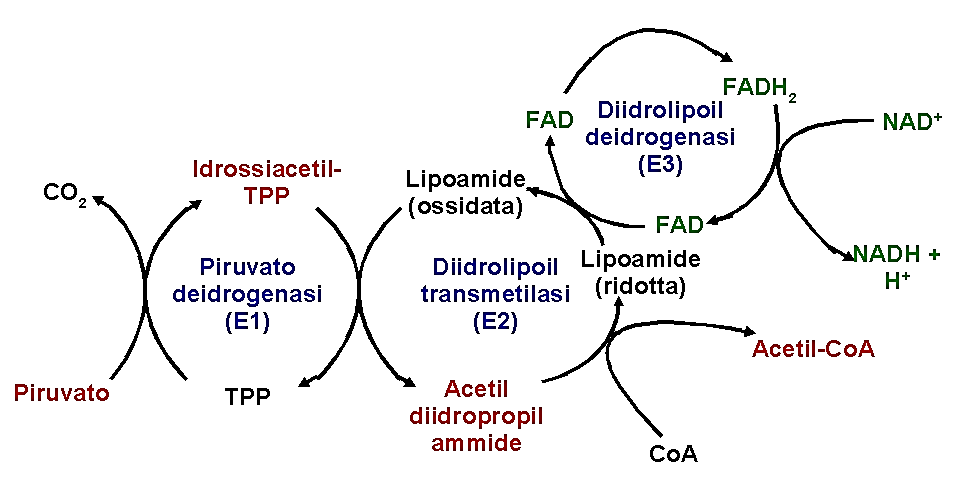 FADH2
Diidrolipoil
deidrogenasi
(E3)
FAD
NAD+
Idrossiacetil-
TPP
CO2
Lipoamide
(ossidata)
FAD
NADH +
H+
Piruvato
deidrogenasi
(E1)
Diidrolipoil
transmetilasi
(E2)
Lipoamide
(ridotta)
Acetil-CoA
Piruvato
TPP
Acetil
diidropropil
ammide
CoA